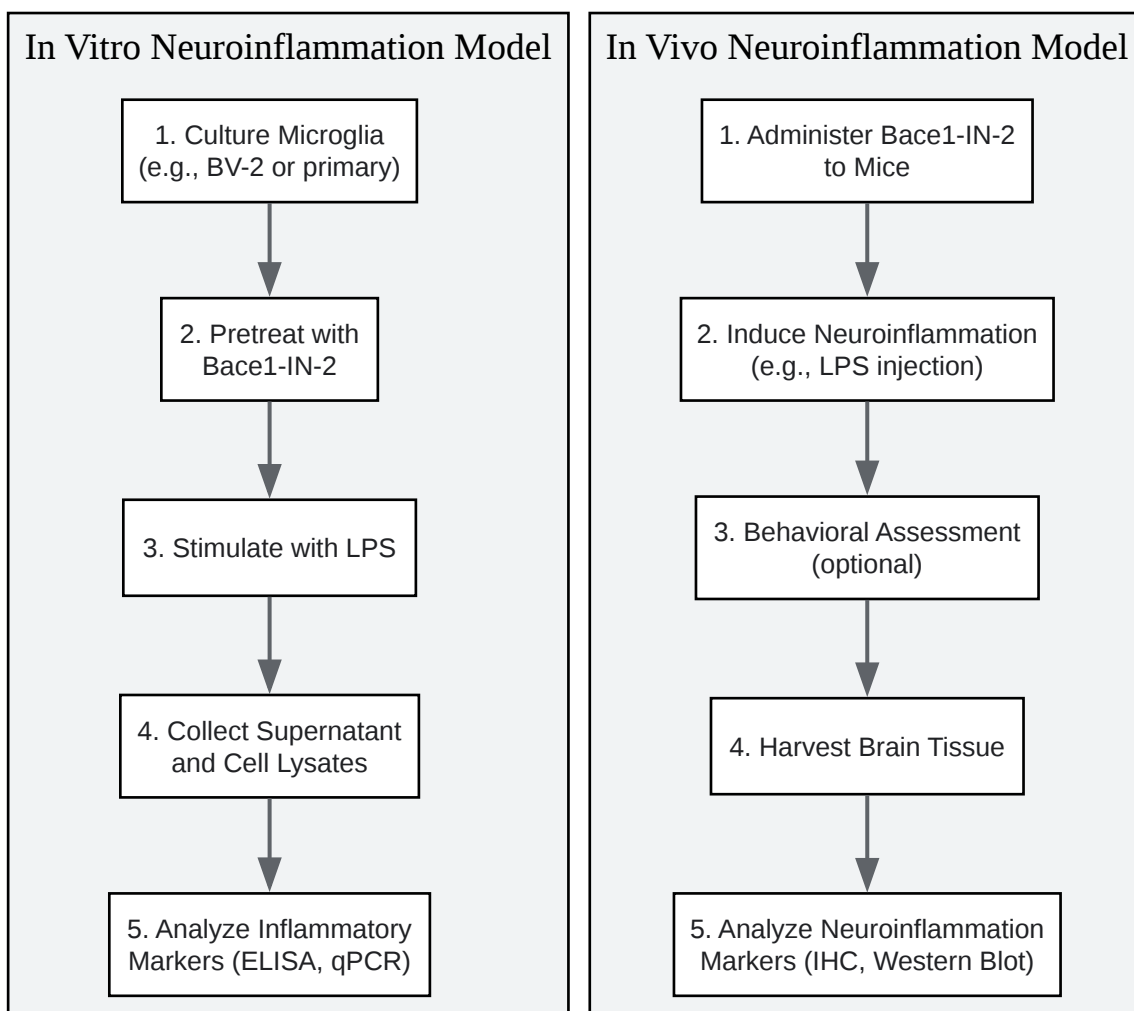 In Vitro Neuroinflammation Model
1. Culture Microglia
(e.g., BV-2 or primary)
2. Pretreat with
Bace1-IN-2
3. Stimulate with LPS
4. Collect Supernatant
and Cell Lysates
5. Analyze Inflammatory
Markers (ELISA, qPCR)
In Vivo Neuroinflammation Model
1. Administer Bace1-IN-2
to Mice
2. Induce Neuroinflammation
(e.g., LPS injection)
3. Behavioral Assessment
(optional)
4. Harvest Brain Tissue
5. Analyze Neuroinflammation
Markers (IHC, Western Blot)